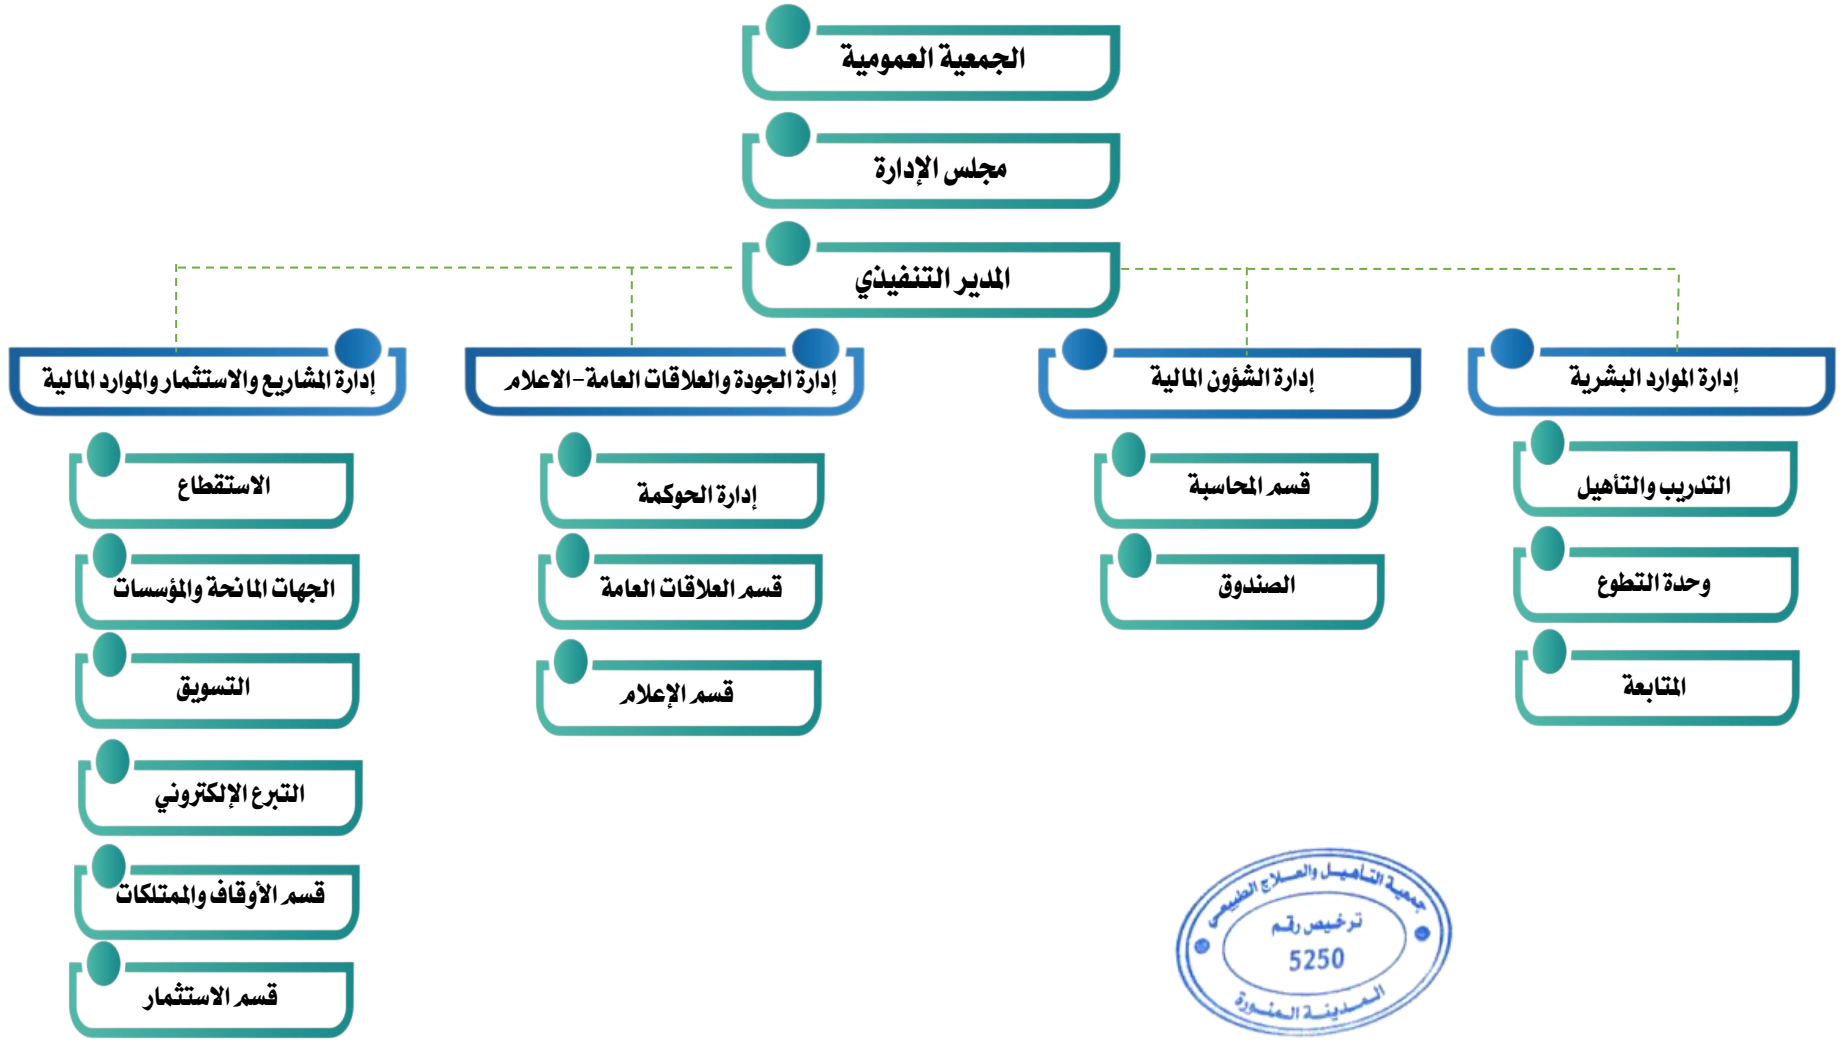 الجمعية العمومية
مجلس الإدارة
المدير التنفيذي
إدارة الموارد البشرية
التدريب والتأهيل
وحدة التطوع
المتابعة
إدارة الشؤون المالية
قسم المحاسبة
الصندوق
إدارة الجودة والعلاقات العامة-الاعلام
إدارة الحوكمة
قسم العلاقات العامة
قسم الإعلام
إدارة المشاريع والاستثمار والموارد المالية
الاستقطاع
الجهات المانحة والمؤسسات
التسويق
التبرع الإلكتروني
قسم الأوقاف والممتلكات
قسم الاستثمار
جمعية التأهيل والعلاج الطبيعي
ترخيص رقم
5250
المدينة المنورة